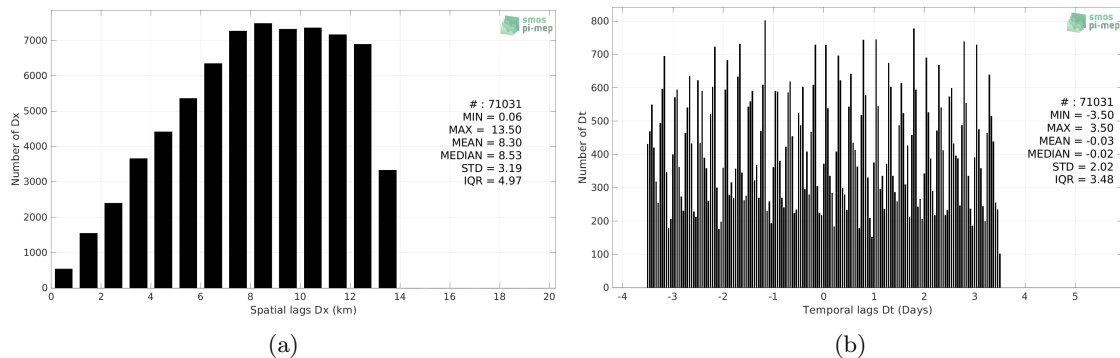 smos
pi-mep
7000
6000
5000
4000
3000
2000
1000
0
Number of Dx
# : 71031
MIN = 0.06
MAX = 13.50
MEAN = 8.30
MEDIAN = 8.53
STD = 3.19
IQR = 4.97
0 2 4 6 8 10 12 14 16 18 20
Spatial lags Dx (km)
(a)
smos
pi-mep
800
700
600
500
400
300
200
100
0
Number of Dt
# : 71031
MIN = -3.50
MAX = 3.50
MEAN = -0.03
MEDIAN = -0.02
STD = 2.02
IQR = 3.48
-4 -3 -2 -1 0 1 2 3 4 5
Temporal lags Dt (Days)
(b)